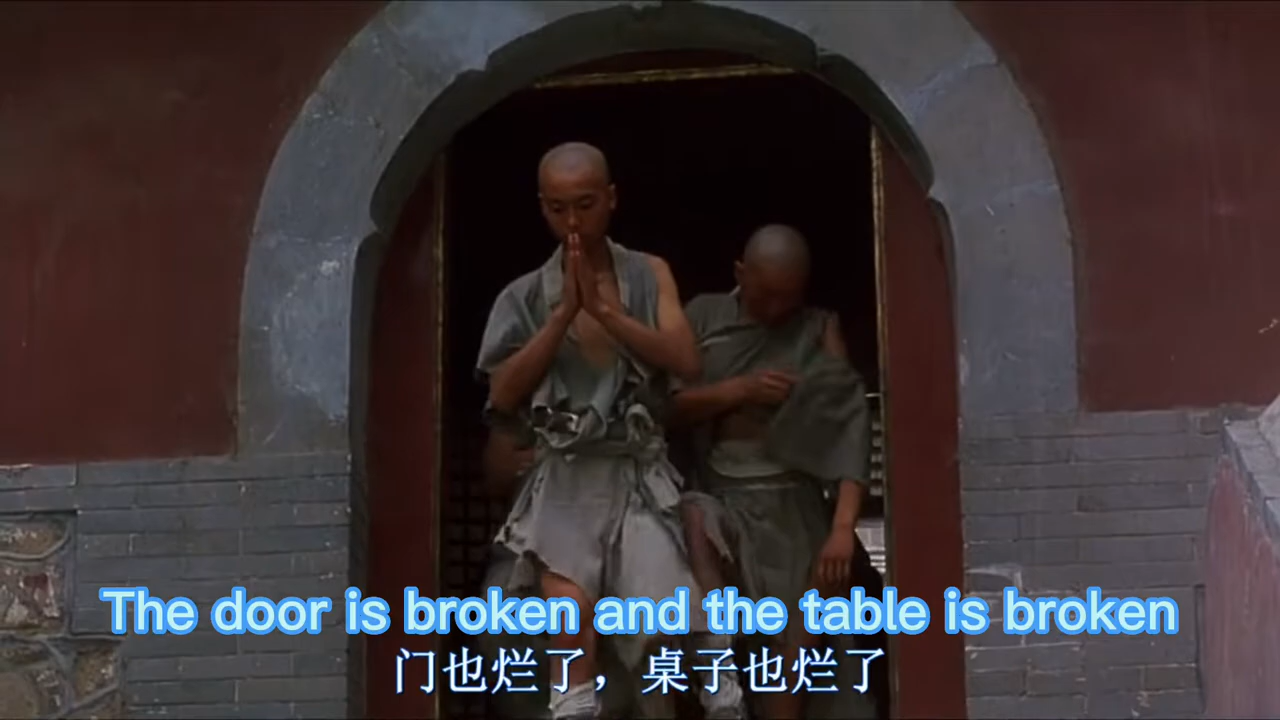 The door is broken and the table is broken
门也烂了，桌子也烂了